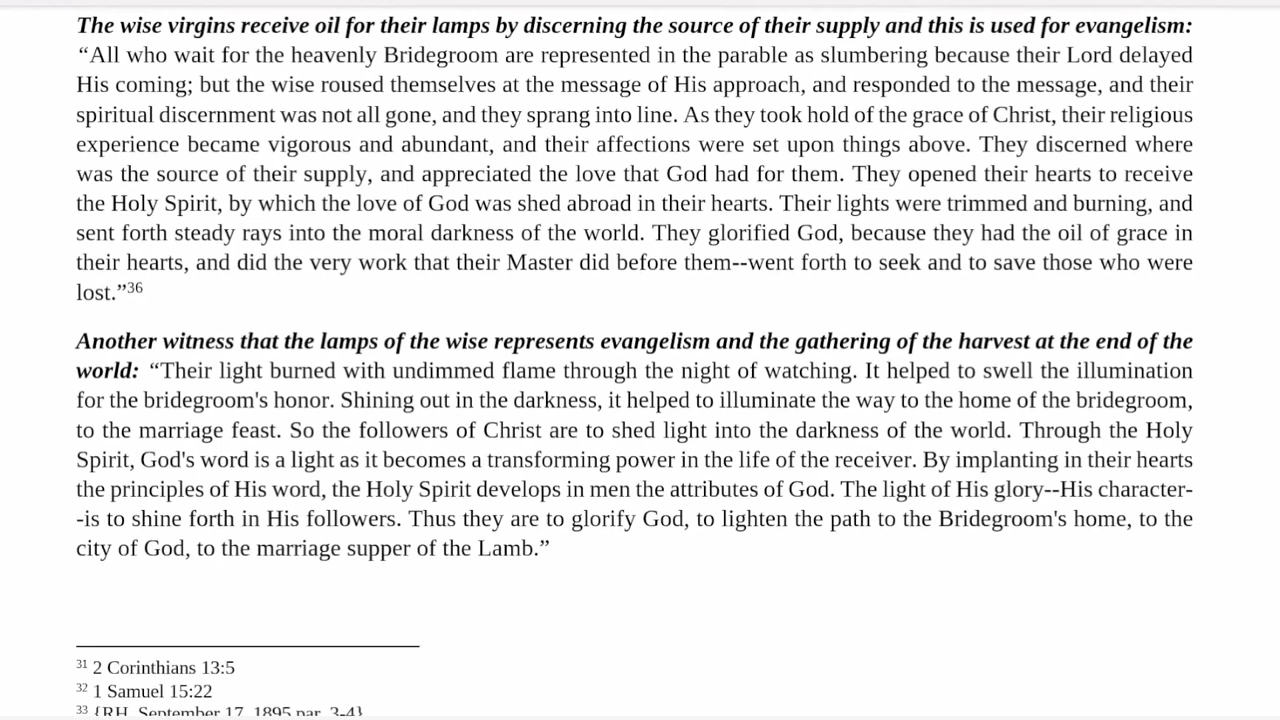 The wise virgins receive oil for their lamps by discerning the source of their supply and this is used for evangelism:
“All who wait for the heavenly Bridegroom are represented in the parable as slumbering because their Lord delayed
His coming; but the wise roused themselves at the message of His approach, and responded to the message, and their
spiritual discernment was not all gone, and they sprang into line. As they took hold of the grace of Christ, their religious
experience became vigorous and abundant, and their affections were set upon things above. They discerned where
was the source of their supply, and appreciated the love that God had for them. They opened their hearts to receive
the Holy Spirit, by which the love of God was shed abroad in their hearts. Their lights were trimmed and burning, and
sent forth steady rays into the moral darkness of the world. They glorified God, because they had the oil of grace in
their hearts, and did the very work that their Master did before them--went forth to seek and to save those who were
lost.”36
Another witness that the lamps of the wise represents evangelism and the gathering of the harvest at the end of the
world: “Their light burned with undimmed flame through the night of watching. It helped to swell the illumination
for the bridegroom's honor. Shining out in the darkness, it helped to illuminate the way to the home of the bridegroom,
to the marriage feast. So the followers of Christ are to shed light into the darkness of the world. Through the Holy
Spirit, God's word is a light as it becomes a transforming power in the life of the receiver. By implanting in their hearts
the principles of His word, the Holy Spirit develops in men the attributes of God. The light of His glory--His character-
-is to shine forth in His followers. Thus they are to glorify God, to lighten the path to the Bridegroom's home, to the
city of God, to the marriage supper of the Lamb.”
31 2 Corinthians 13:5
32 1 Samuel 15:22
33 {RH, September 17, 1895 par. 3-4}